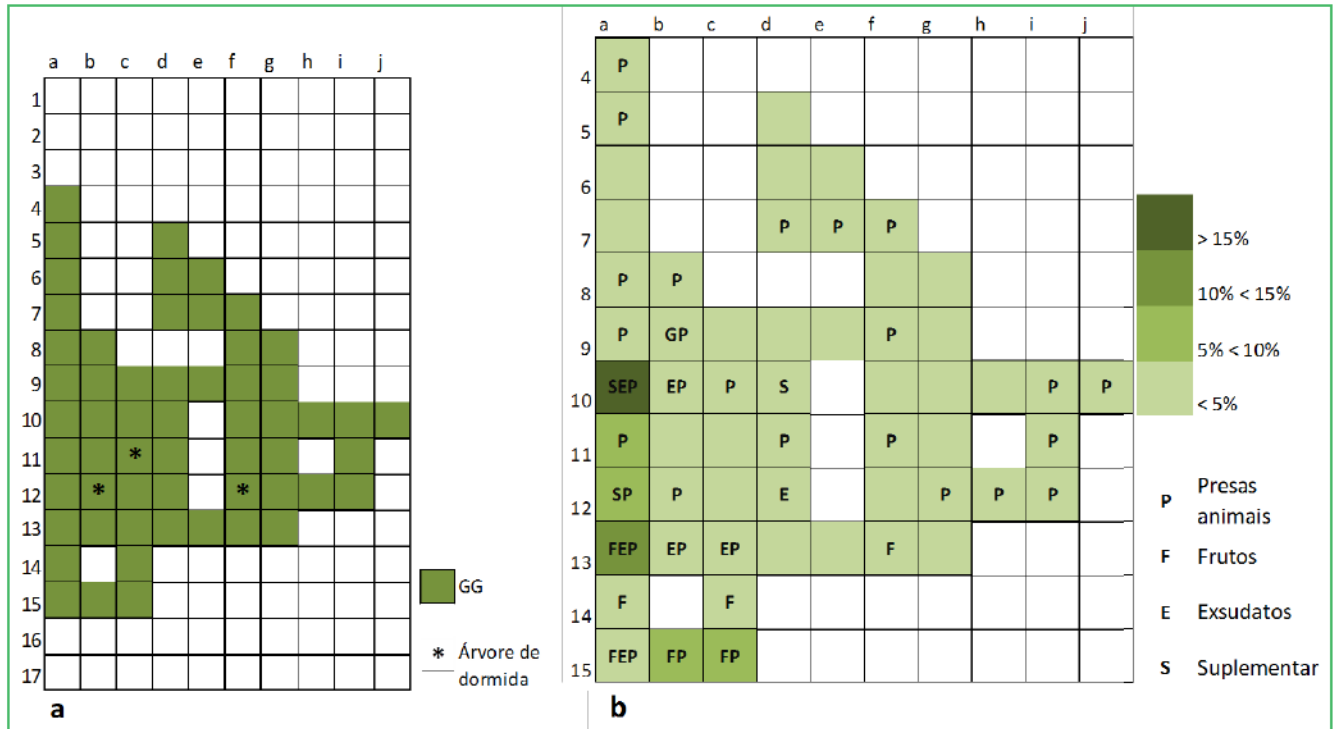 a b c d e f g h i j
1
2
3
4
5
6
7
8
9
10
11 *
12 * *
13
14
15
16
17
GG
* Árvore de
dormida
a
a b c d e f g h i j
4 P
5 P
6
7 P P P
8 P P
9 P GP P
10 SEP EP P S P P
11 P P P P
12 SP P E P P P
13 FEP EP EP F
14 F F
15 FEP FP FP
> 15%
10% < 15%
5% < 10%
< 5%
P Presas
animais
F Frutos
E Exsudatos
S Suplementar
b